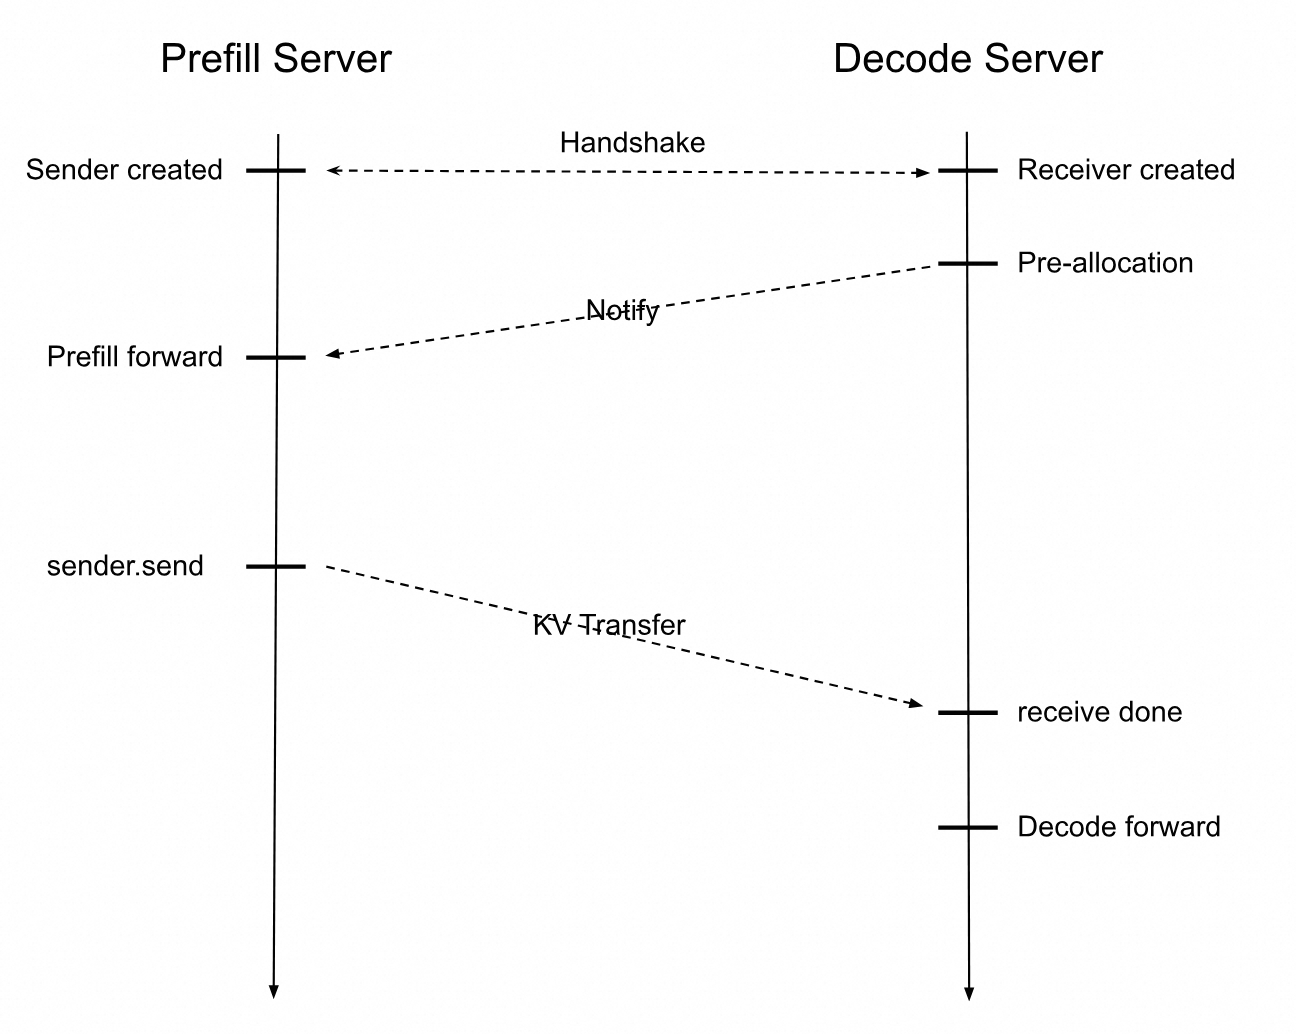 Prefill Server
Decode Server
Handshake
Sender created
Receiver created
Pre-allocation
Notify
Prefill forward
sender.send
KV Transfer
receive done
Decode forward